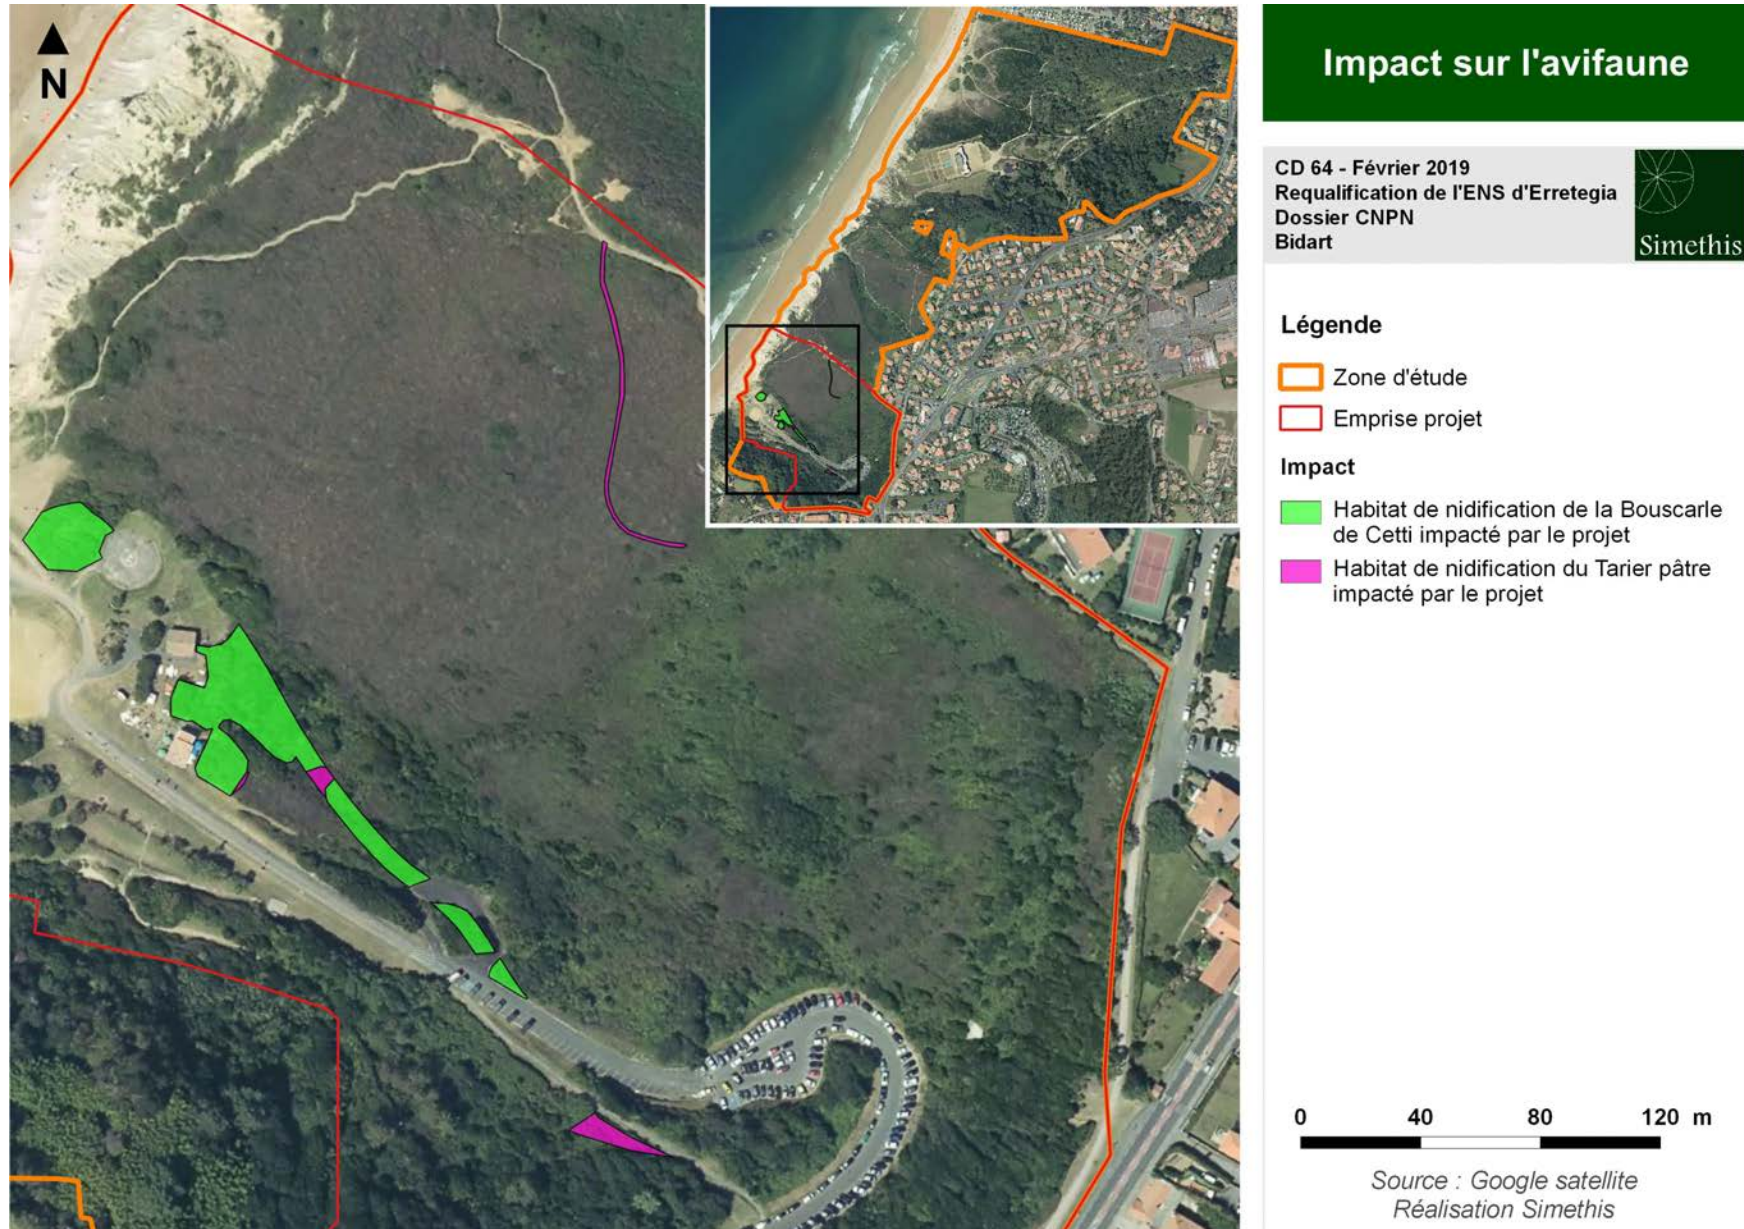 N
Impact sur l'avifaune
CD 64 - Février 2019
Requalification de l'ENS d'Erretegia
Dossier CNPN
Bidart
Simethis
Légende
Zone d'étude
Emprise projet
Impact
Habitat de nidification de la Bouscarle
de Cetti impacté par le projet
Habitat de nidification du Tarier pâtre
impacté par le projet
0 40 80 120 m
Source : Google satellite
Réalisation Simethis